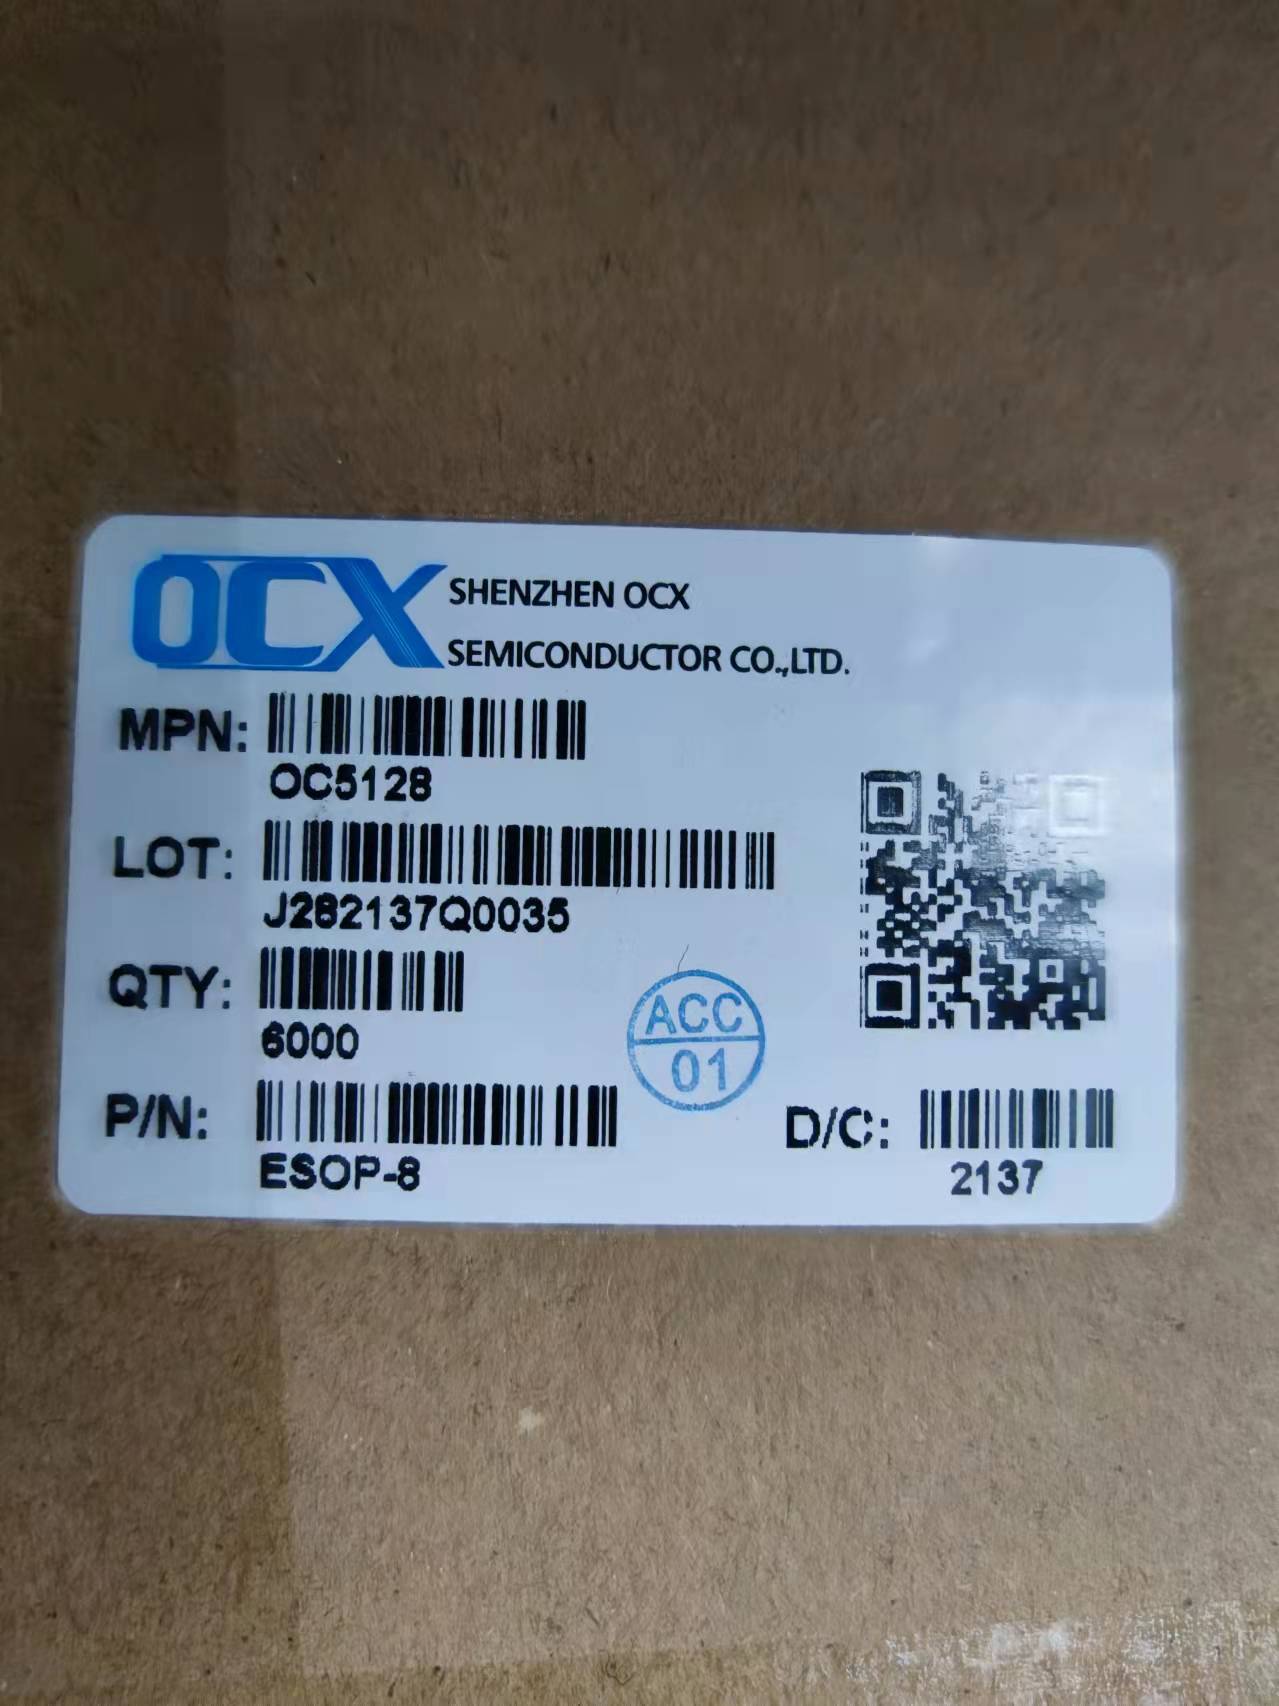 OCX
SHENZHEN OCX
SEMICONDUCTOR CO.,LTD.
MPN:
OC5128
LOT:
J282137Q0035
QTY:
6000
ACC
01
P/N:
ESOP-8
D/C:
2137